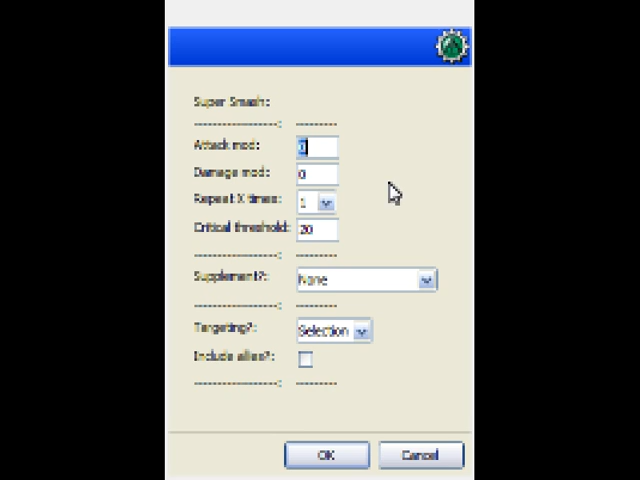 Super Smash:
-----------------: ---------
Attack mod: 0
Damage mod: 0
Repeat X times: 1
Critical threshold: 20
-----------------: ---------
Supplement?: None
-----------------: ---------
Targeting?: Selection
Include allies?:
-----------------: ---------
OK Cancel